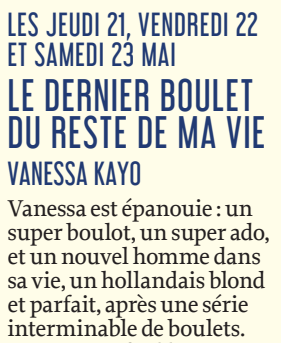 LES JEUDI 21, VENDREDI 22
ET SAMEDI 23 MAI
LE DERNIER BOULET
DU RESTE DE MA VIE
VANESSA KAYO
Vanessa est épanouie : un
super boulot, un super ado,
et un nouvel homme dans
sa vie, un hollandais blond
et parfait, après une série
interminable de boulets.